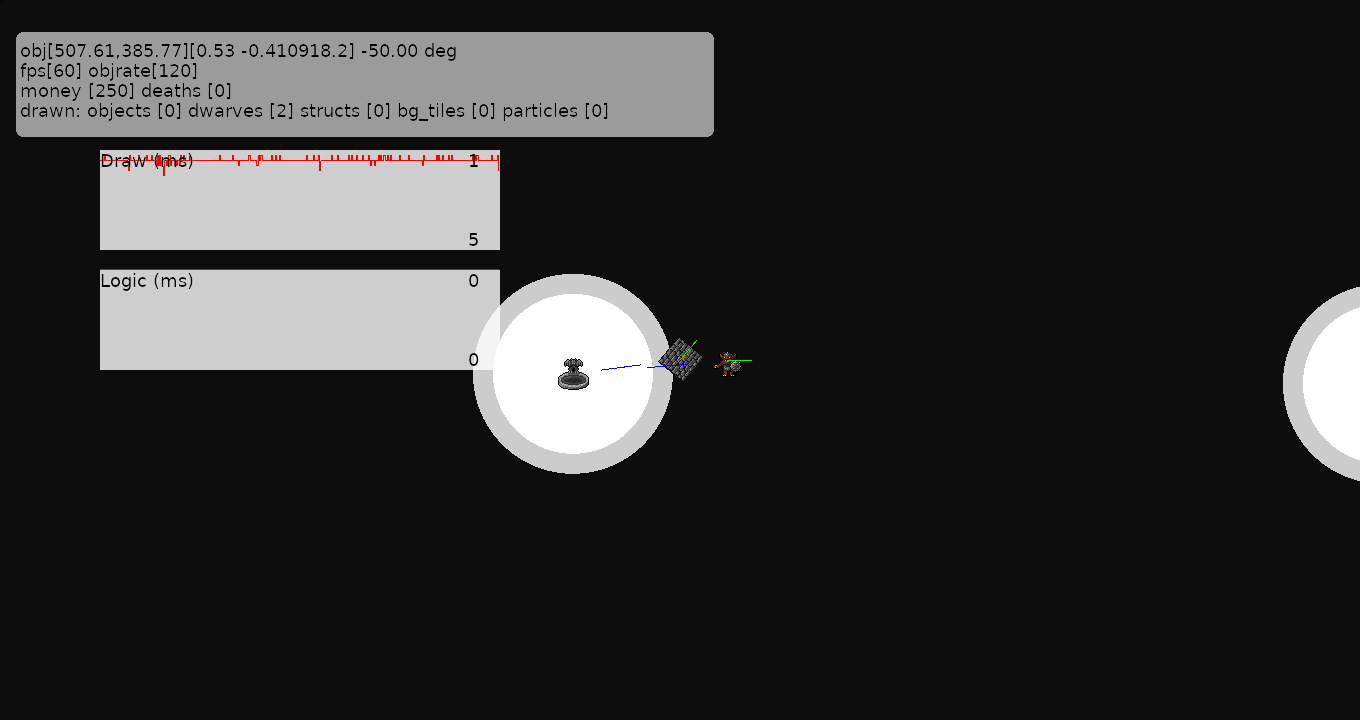 obj[507.61,385.77][0.53 -0.410918.2] -50.00 deg
fps[60] objrate[120]
money [250] deaths [0]
drawn: objects [0] dwarves [2] structs [0] bg_tiles [0] particles [0]
Draw (ms) 1
5
Logic (ms) 0
0